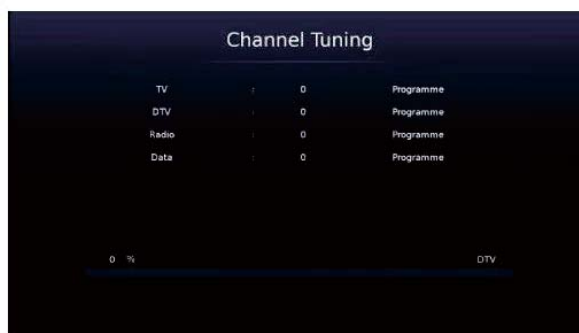 Channel Tuning
TV : 0 Programme
DTV : 0 Programme
Radio : 0 Programme
Data : 0 Programme
0 % DTV